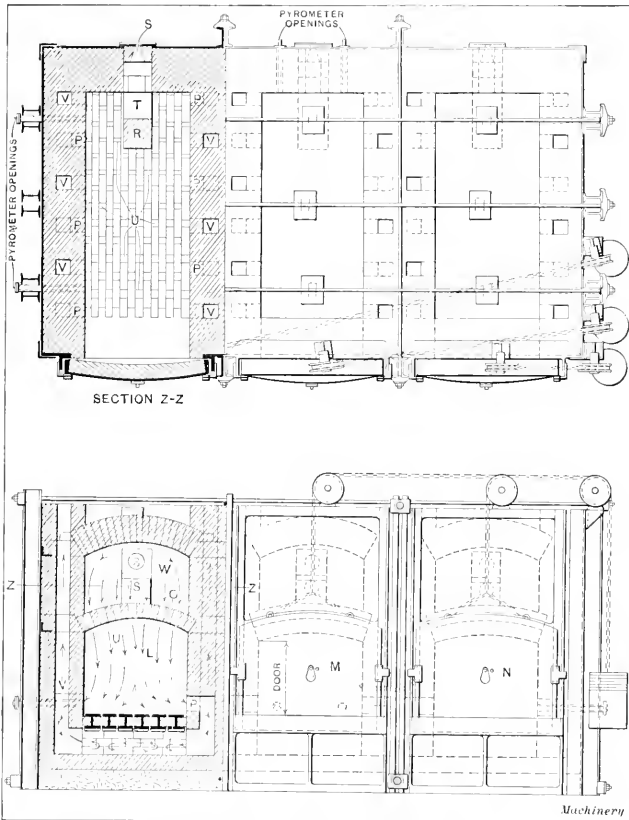 PYROMETER
OPENINGS
S
V
T
P
R
P
V
PYROMETER OPENINGS
V
P
U
P
V
V
P
P
V
SECTION Z-Z
W
S
G
Z
Z
U
L
M
N
DOOR
V
P
Machinery